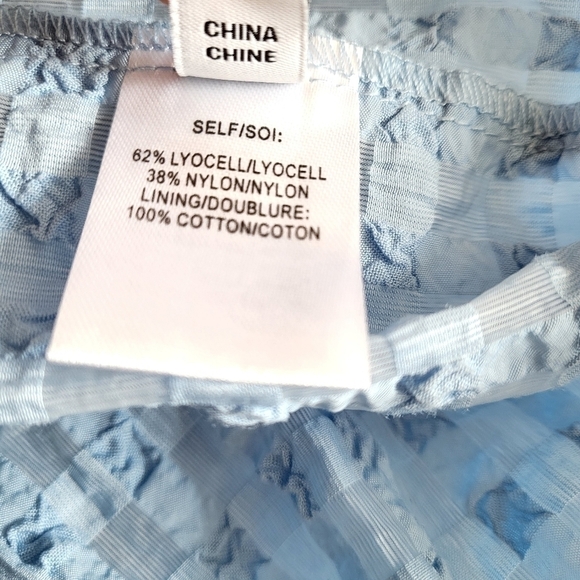 CHINA
CHINE
SELF/SOI:
62% LYOCELL/LYOCELL
38% NYLON/NYLON
LINING/DOUBLURE:
100% COTTON/COTON